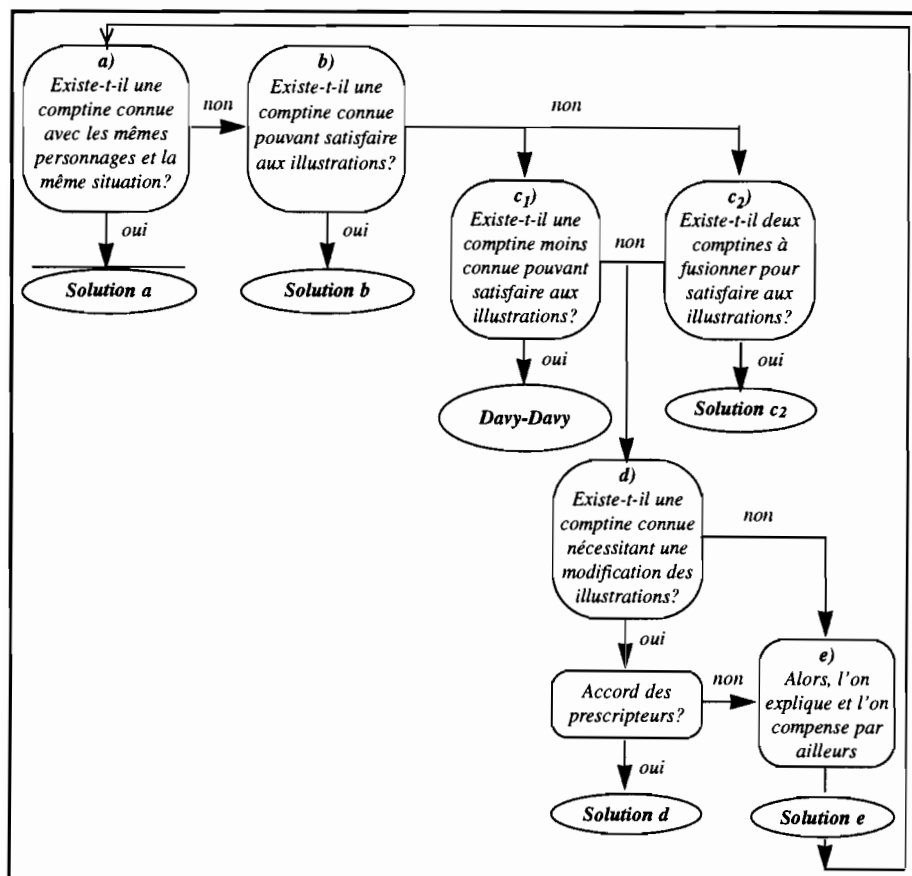 a)
Existe-t-il une
comptine connue
avec les mêmes
personnages et la
même situation?
non
b)
Existe-t-il une
comptine connue
pouvant satisfaire
aux illustrations?
non
oui
Solution a
oui
Solution b
c1)
Existe-t-il une
comptine moins
connue pouvant
satisfaire aux
illustrations?
non
c2)
Existe-t-il deux
comptines à
fusionner pour
satisfaire aux
illustrations?
oui
Davy-Davy
oui
Solution c2
d)
Existe-t-il une
comptine connue
nécessitant une
modification des
illustrations?
non
oui
Accord des
prescripteurs?
non
e)
Alors, l'on
explique et l'on
compense par
ailleurs
oui
Solution d
Solution e